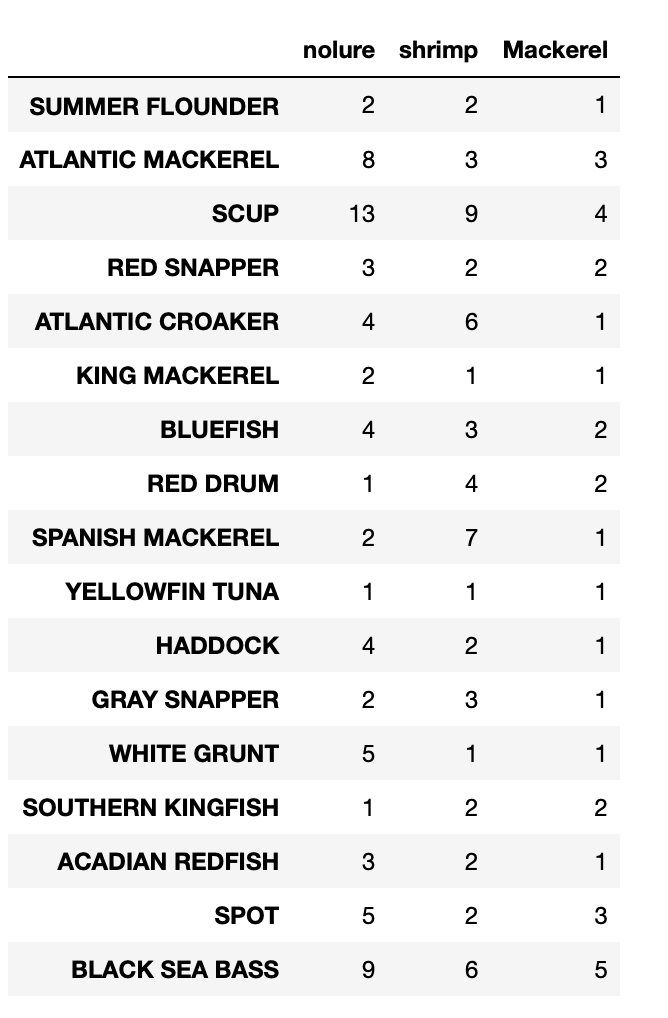 nolure shrimp Mackerel
SUMMER FLOUNDER 2 2 1
ATLANTIC MACKEREL 8 3 3
SCUP 13 9 4
RED SNAPPER 3 2 2
ATLANTIC CROAKER 4 6 1
KING MACKEREL 2 1 1
BLUEFISH 4 3 2
RED DRUM 1 4 2
SPANISH MACKEREL 2 7 1
YELLOWFIN TUNA 1 1 1
HADDOCK 4 2 1
GRAY SNAPPER 2 3 1
WHITE GRUNT 5 1 1
SOUTHERN KINGFISH 1 2 2
ACADIAN REDFISH 3 2 1
SPOT 5 2 3
BLACK SEA BASS 9 6 5